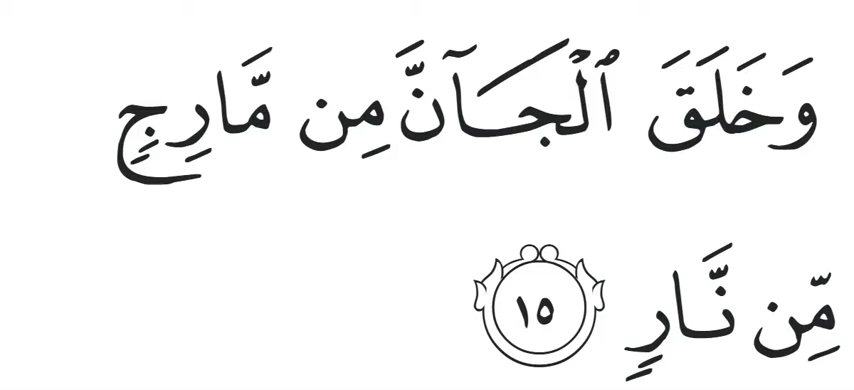 وَخَلَقَ ٱلْجَآنَّ مِن مَّارِجٍ
مِّن نَّارٍ ١٥